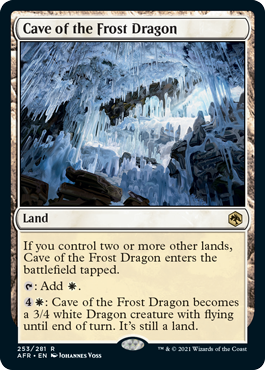 Cave of the Frost Dragon
Land
If you control two or more other lands,
Cave of the Frost Dragon enters the
battlefield tapped.
: Add .
4 : Cave of the Frost Dragon becomes
a 3/4 white Dragon creature with flying
until end of turn. It's still a land.
253/281 R
AFR • EN Johannes Voss
™ & © 2021 Wizards of the Coast